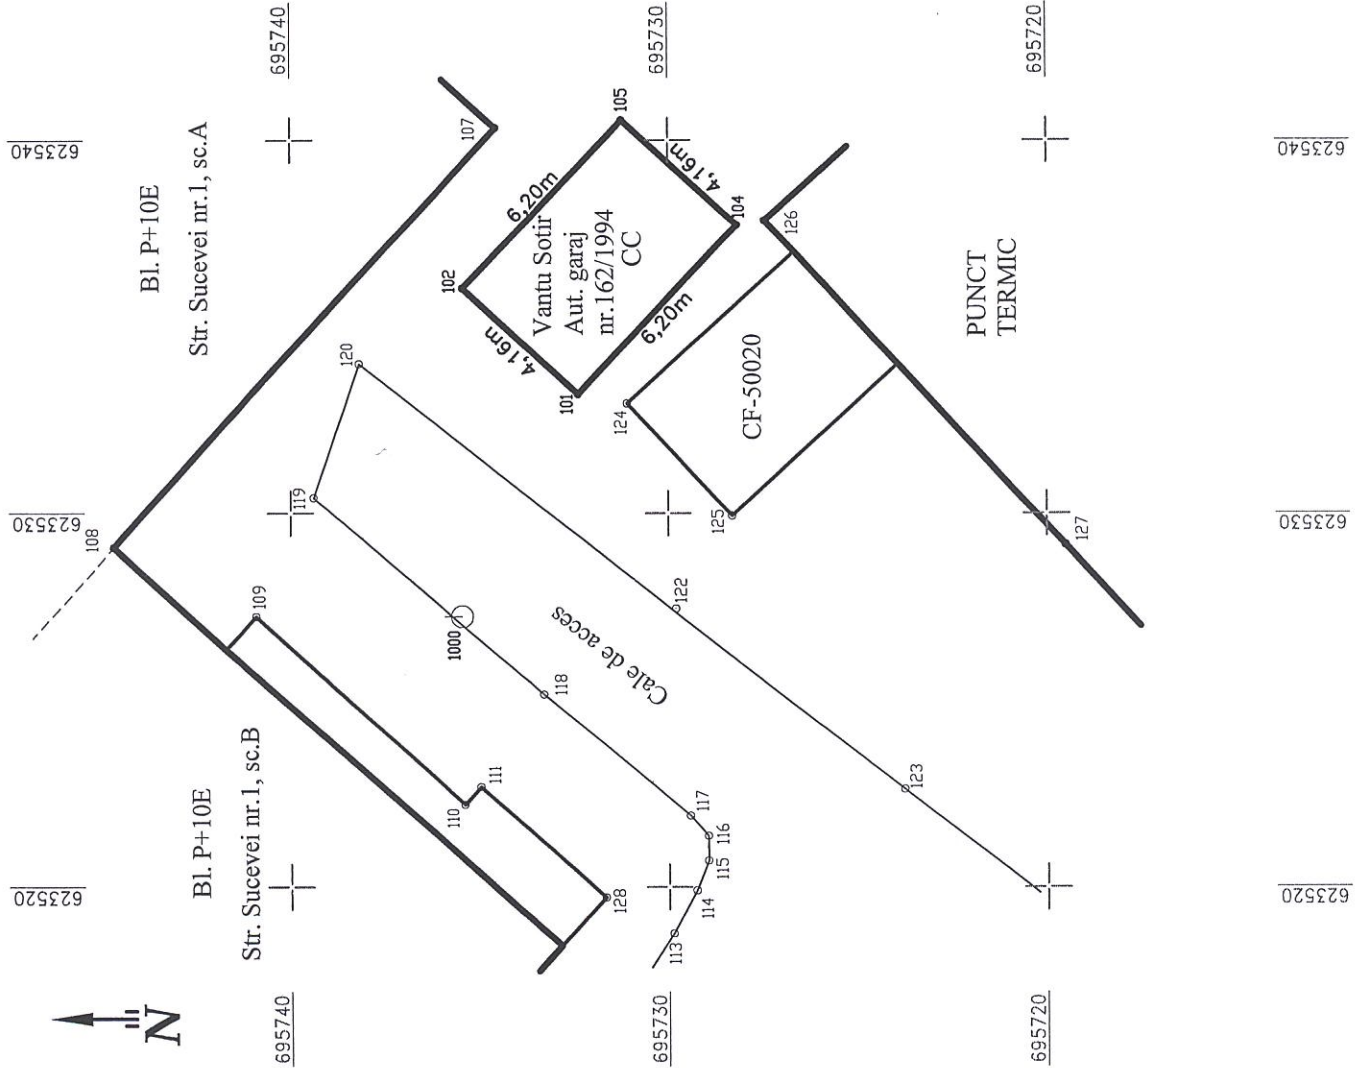 695740
695730
695720
623540
623540
Bl. P+10E
Str. Sucevei nr.1, sc.A
107
105
102
6,20m
4,16m
Vantu Sotir
Aut. garaj
nr.162/1994
CC
4,16m
6,20m
101
104
126
PUNCT
TERMIC
120
124
CF-50020
125
119
108
623530
623530
127
109
1000
122
Cale de acces
118
Bl. P+10E
Str. Sucevei nr.1, sc.B
110
111
117
116
115
114
113
128
123
623520
623520
N
695740
695730
695720